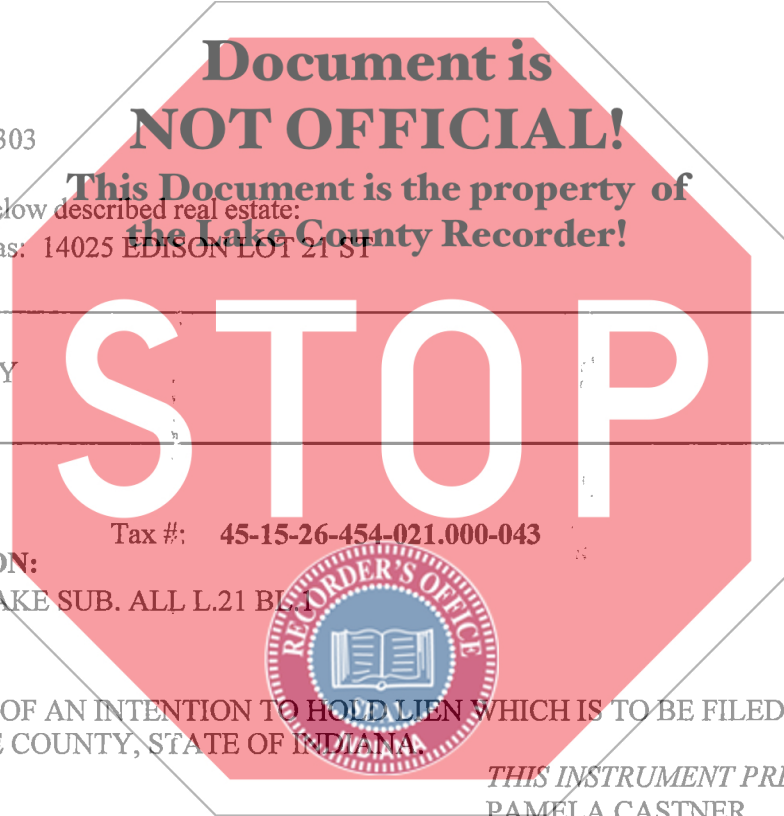 Document is
NOT OFFICIAL!
303
This Document is the property of
low described real estate:
the Lake County Recorder!
as: 14025 EDISON LOT 21 ST
STOP
Y
Tax #: 45-15-26-454-021.000-043
ON:
AKE SUB. ALL L.21 BL.1
RECORDER'S OFFICE
OF AN INTENTION TO HOLD LIEN WHICH IS TO BE FILED
E COUNTY, STATE OF INDIANA.
THIS INSTRUMENT PRE
PAMELA CASTNER